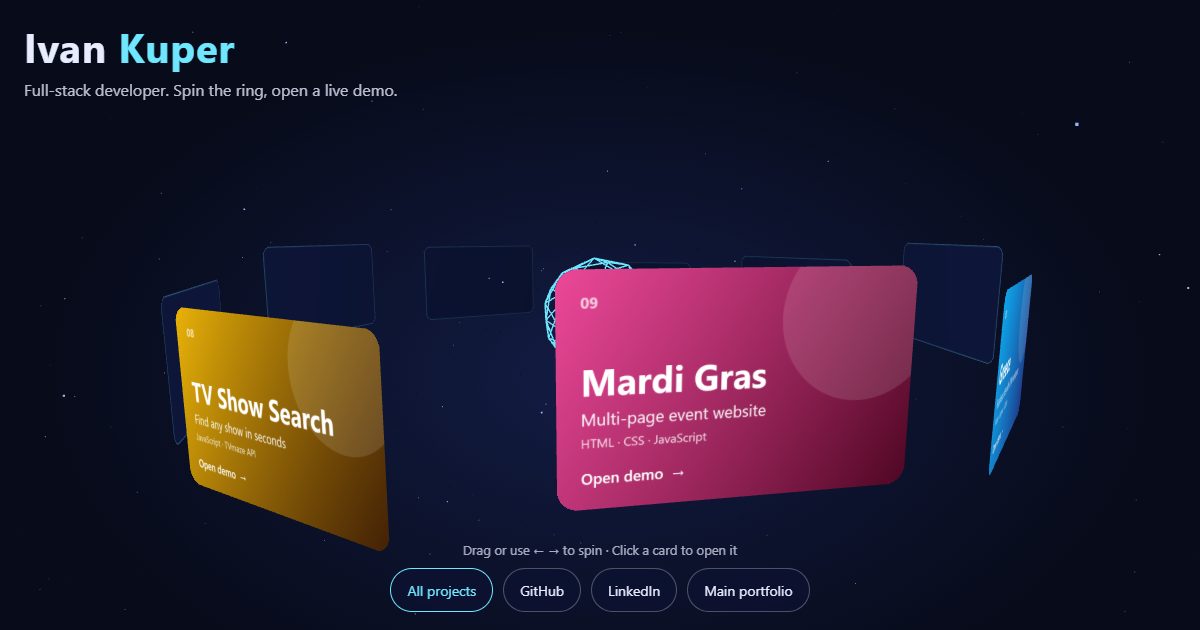 Ivan Kuper
Full-stack developer. Spin the ring, open a live demo.
08
TV Show Search
Find any show in seconds
JavaScript · TVmaze API
Open demo →
09
Mardi Gras
Multi-page event website
HTML · CSS · JavaScript
Open demo →
Drag or use ← → to spin · Click a card to open it
All projects
GitHub
LinkedIn
Main portfolio